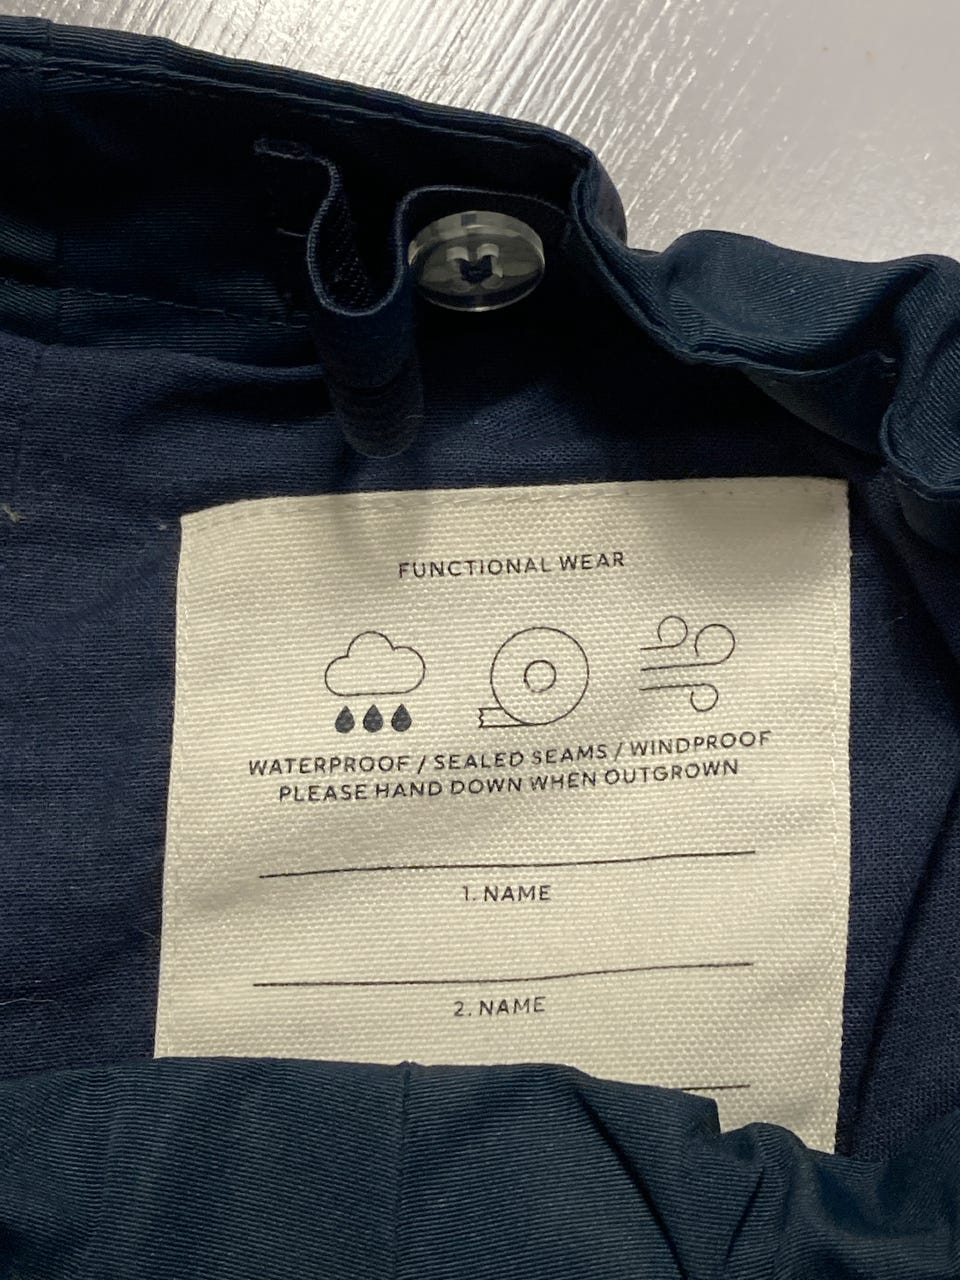 FUNCTIONAL WEAR
WATERPROOF / SEALED SEAMS / WINDPROOF
PLEASE HAND DOWN WHEN OUTGROWN
1. NAME
2. NAME